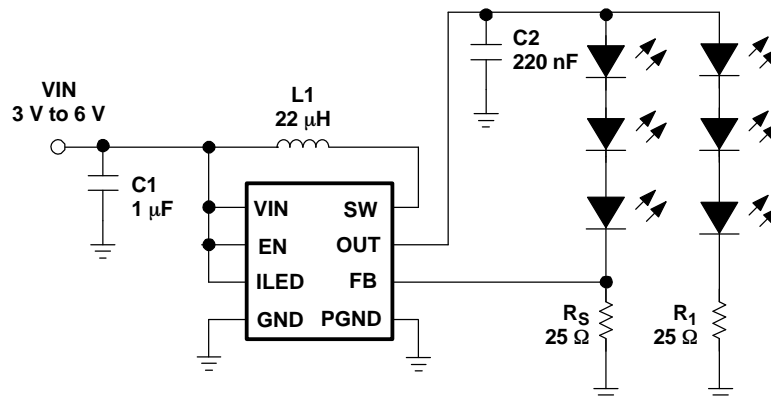 C2
220 nF
VIN
3 V to 6 V
L1
22 µH
C1
1 µF
VIN SW
EN OUT
ILED FB
GND PGND
RS
25 Ω
R1
25 Ω